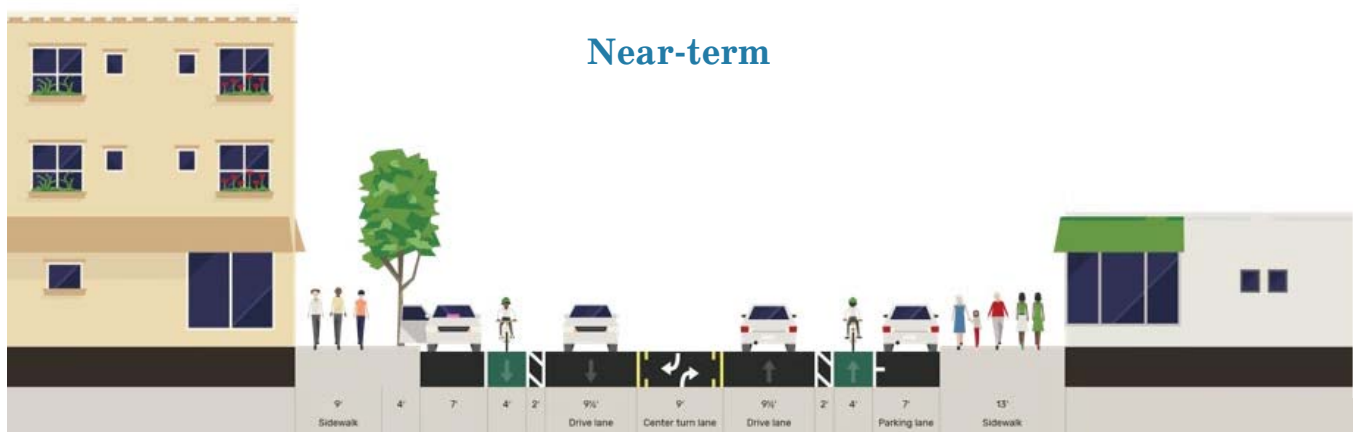 Near-term
9' 4' 7' 4' 2' 9½' 9' 9½' 2' 4' 7' 13'
Sidewalk Drive lane Center turn lane Drive lane Parking lane Sidewalk